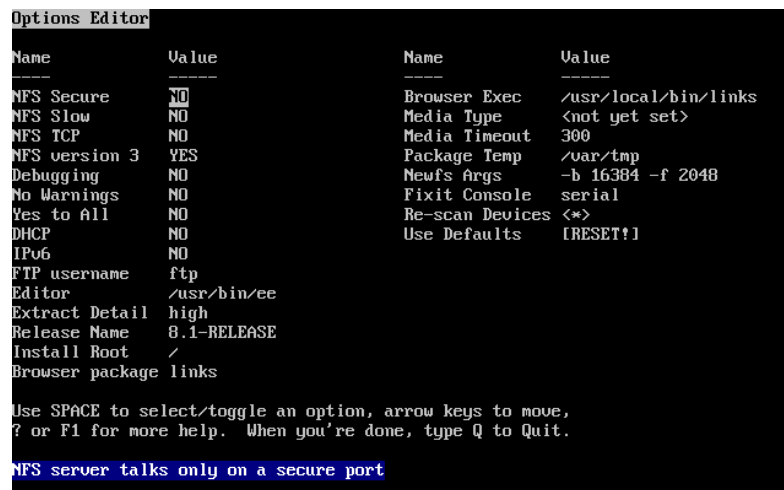 Options Editor
Name Value Name Value
---- ----- ---- -----
NFS Secure NO Browser Exec /usr/local/bin/links
NFS Slow NO Media Type <not yet set>
NFS TCP NO Media Timeout 300
NFS version 3 YES Package Temp /var/tmp
Debugging NO Newfs Args -b 16384 -f 2048
No Warnings NO Fixit Console serial
Yes to All NO Re-scan Devices <*>
DHCP NO Use Defaults [RESET!]
IPv6 NO
FTP username ftp
Editor /usr/bin/ee
Extract Detail high
Release Name 8.1-RELEASE
Install Root /
Browser package links
Use SPACE to select/toggle an option, arrow keys to move,
? or F1 for more help. When you're done, type Q to Quit.
NFS server talks only on a secure port